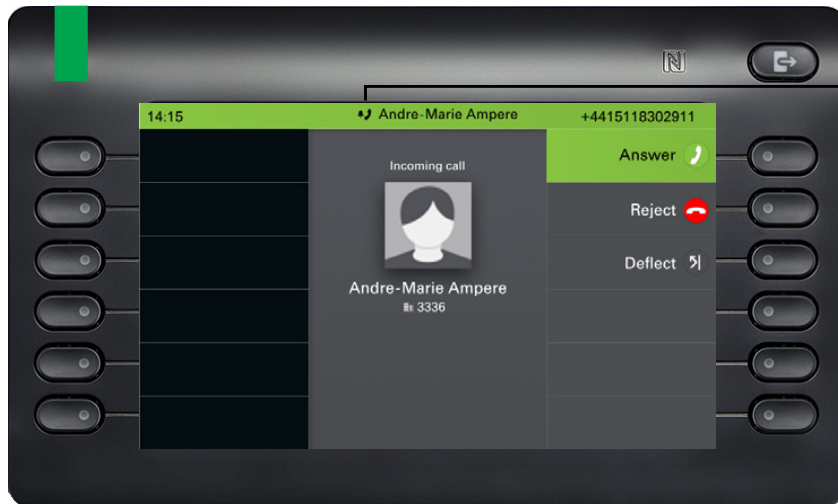 14:15 Andre-Marie Ampere +4415118302911
Incoming call
Andre-Marie Ampere
3336
Answer
Reject
Deflect